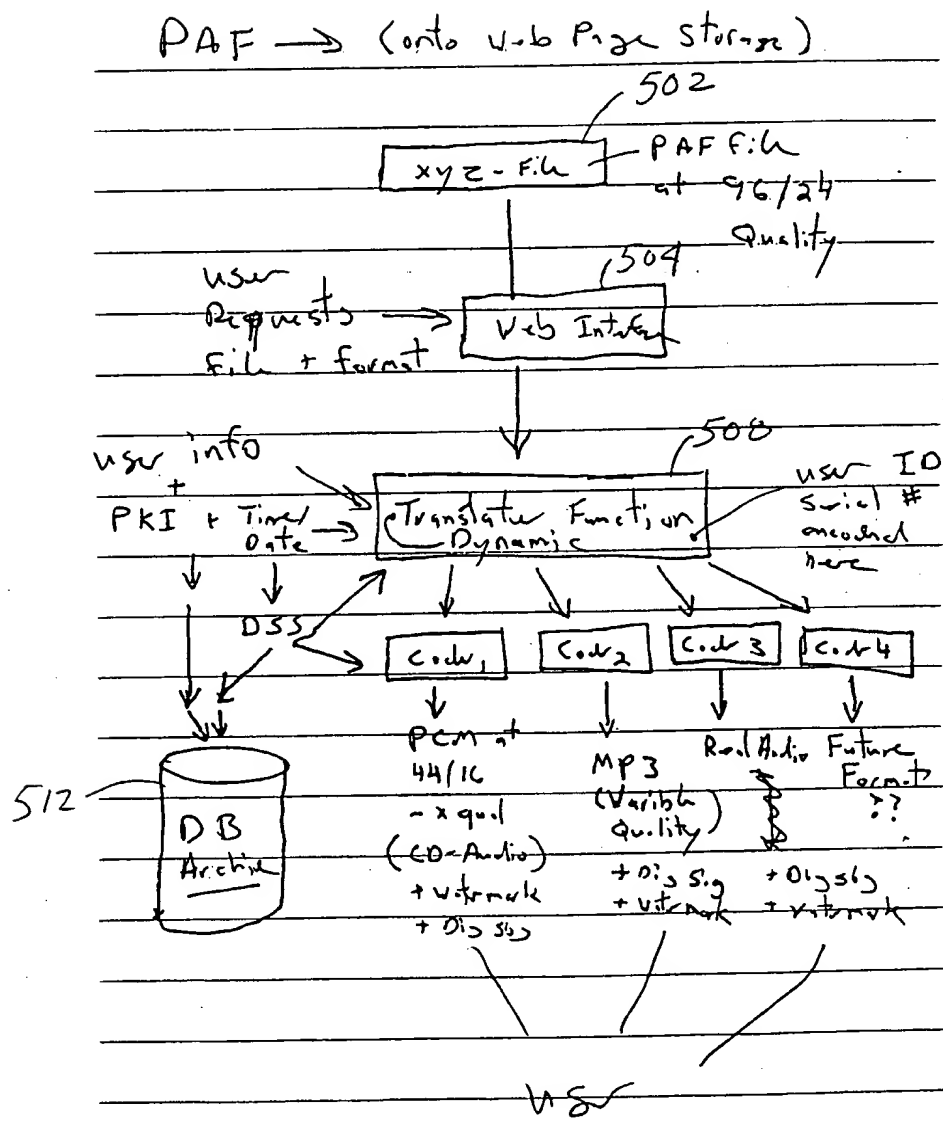 PAF → (onto Web Page Storage)
502
xyz-File
PAF file
at 96/24
Quality
504
User
Requests
File + format
Web Interface
508
user info
+
PKI + Time/
Date
Translator Function
Dynamic
user ID
Serial #
encoded
here
DSS
Codec 1
Codec 2
Codec 3
Codec 4
PCM at
44/16
- x qual
(CD-Audio)
+ watermark
+ Dig sig
MP3
(Varible
Quality)
+ Dig sig
+ watermark
Real Audio
Future
Format
??
+ Dig sig
+ watermark
512
DB
Archive
User